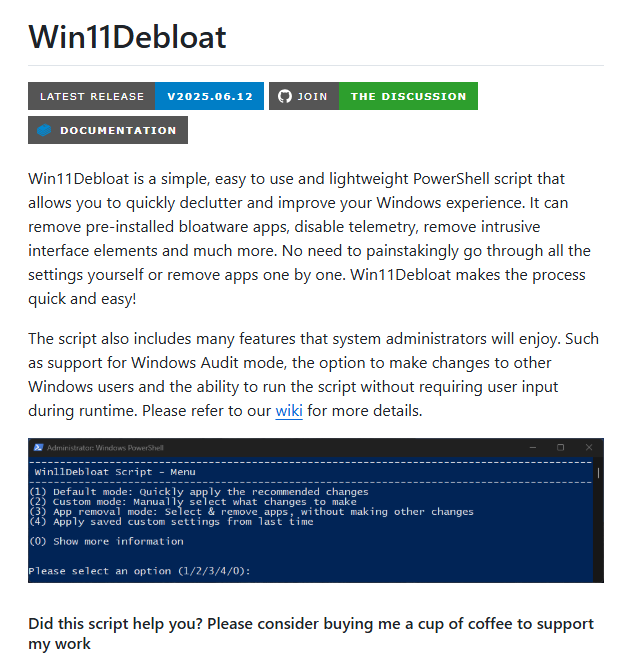 Win11Debloat
LATEST RELEASE V2025.06.12 JOIN THE DISCUSSION
DOCUMENTATION
Win11Debloat is a simple, easy to use and lightweight PowerShell script that
allows you to quickly declutter and improve your Windows experience. It can
remove pre-installed bloatware apps, disable telemetry, remove intrusive
interface elements and much more. No need to painstakingly go through all the
settings yourself or remove apps one by one. Win11Debloat makes the process
quick and easy!
The script also includes many features that system administrators will enjoy. Such
as support for Windows Audit mode, the option to make changes to other
Windows users and the ability to run the script without requiring user input
during runtime. Please refer to our wiki for more details.
Administrator: Windows PowerShell
Win11Debloat Script - Menu
(1) Default mode: Quickly apply the recommended changes
(2) Custom mode: Manually select what changes to make
(3) App removal mode: Select & remove apps, without making other changes
(4) Apply saved custom settings from last time
(0) Show more information
Please select an option (1/2/3/4/0):
Did this script help you? Please consider buying me a cup of coffee to support
my work